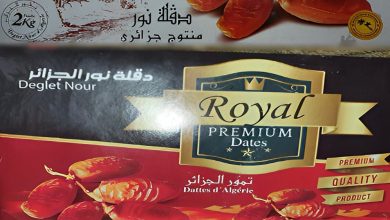 2Kg
دقلة نور
منتوج جزائري
دقلة نور الجزائر
Deglet Nour
Royal
PREMIUM
Dates
تمور الجزائر
Dattes d'Algérie
PREMIUM
QUALITY
PRODUCT